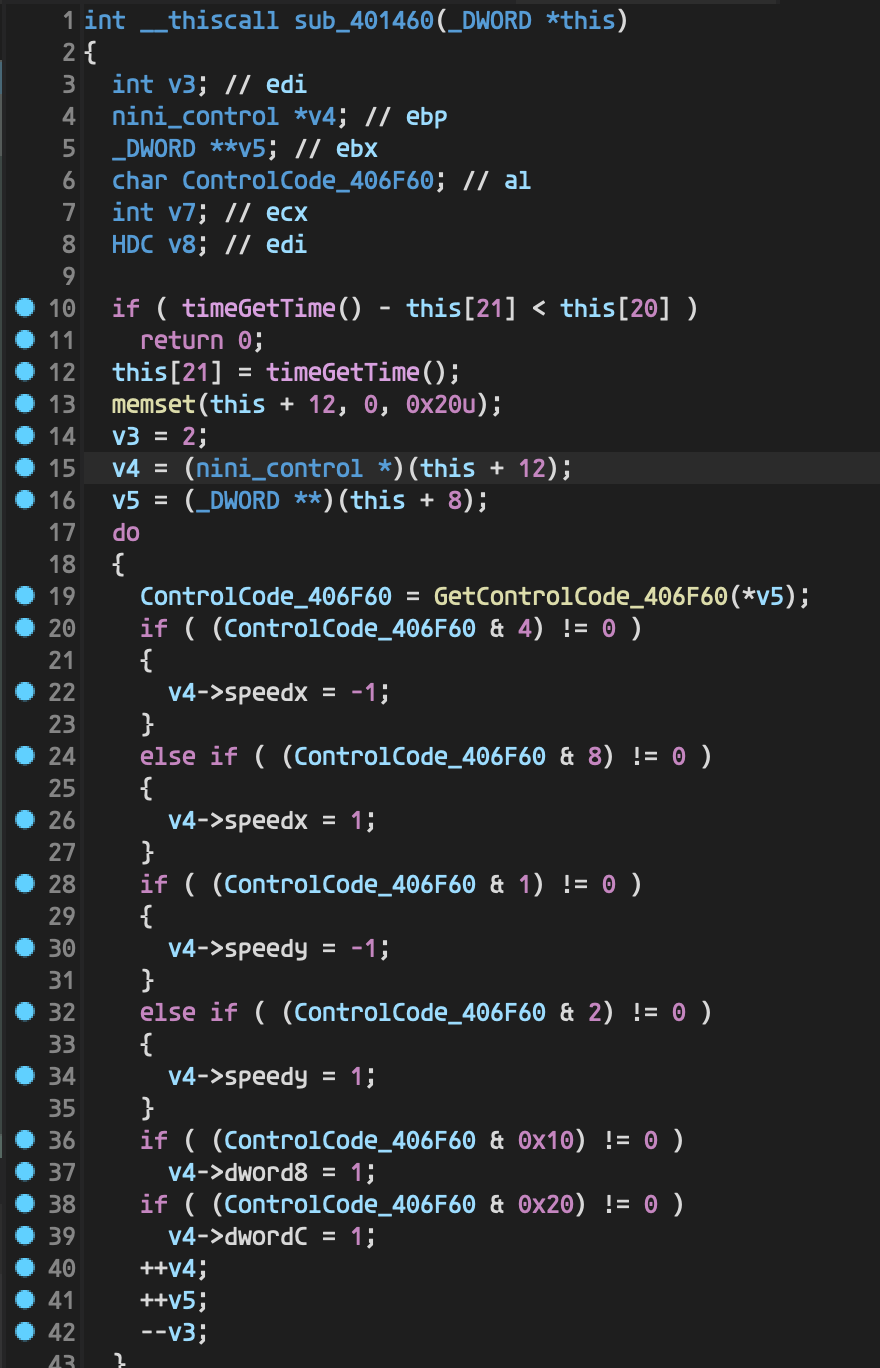 1 int __thiscall sub_401460(_DWORD *this)
2 {
3   int v3; // edi
4   nini_control *v4; // ebp
5   _DWORD **v5; // ebx
6   char ControlCode_406F60; // al
7   int v7; // ecx
8   HDC v8; // edi
9
10   if ( timeGetTime() - this[21] < this[20] )
11     return 0;
12   this[21] = timeGetTime();
13   memset(this + 12, 0, 0x20u);
14   v3 = 2;
15   v4 = (nini_control *)(this + 12);
16   v5 = (_DWORD **)(this + 8);
17   do
18   {
19     ControlCode_406F60 = GetControlCode_406F60(*v5);
20     if ( (ControlCode_406F60 & 4) != 0 )
21     {
22       v4->speedx = -1;
23     }
24     else if ( (ControlCode_406F60 & 8) != 0 )
25     {
26       v4->speedx = 1;
27     }
28     if ( (ControlCode_406F60 & 1) != 0 )
29     {
30       v4->speedy = -1;
31     }
32     else if ( (ControlCode_406F60 & 2) != 0 )
33     {
34       v4->speedy = 1;
35     }
36     if ( (ControlCode_406F60 & 0x10) != 0 )
37       v4->dword8 = 1;
38     if ( (ControlCode_406F60 & 0x20) != 0 )
39       v4->dwordC = 1;
40     ++v4;
41     ++v5;
42     --v3;
43   }